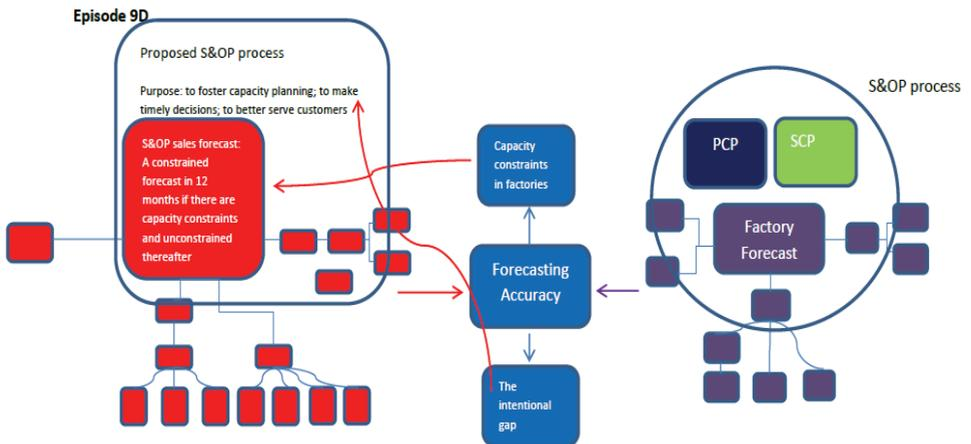 Episode 9D
Proposed S&OP process
Purpose: to foster capacity planning; to make
timely decisions; to better serve customers
S&OP sales forecast:
A constrained
forecast in 12
months if there are
capacity constraints
and unconstrained
thereafter
Capacity
constraints
in factories
Forecasting
Accuracy
The
intentional
gap
S&OP process
PCP
SCP
Factory
Forecast